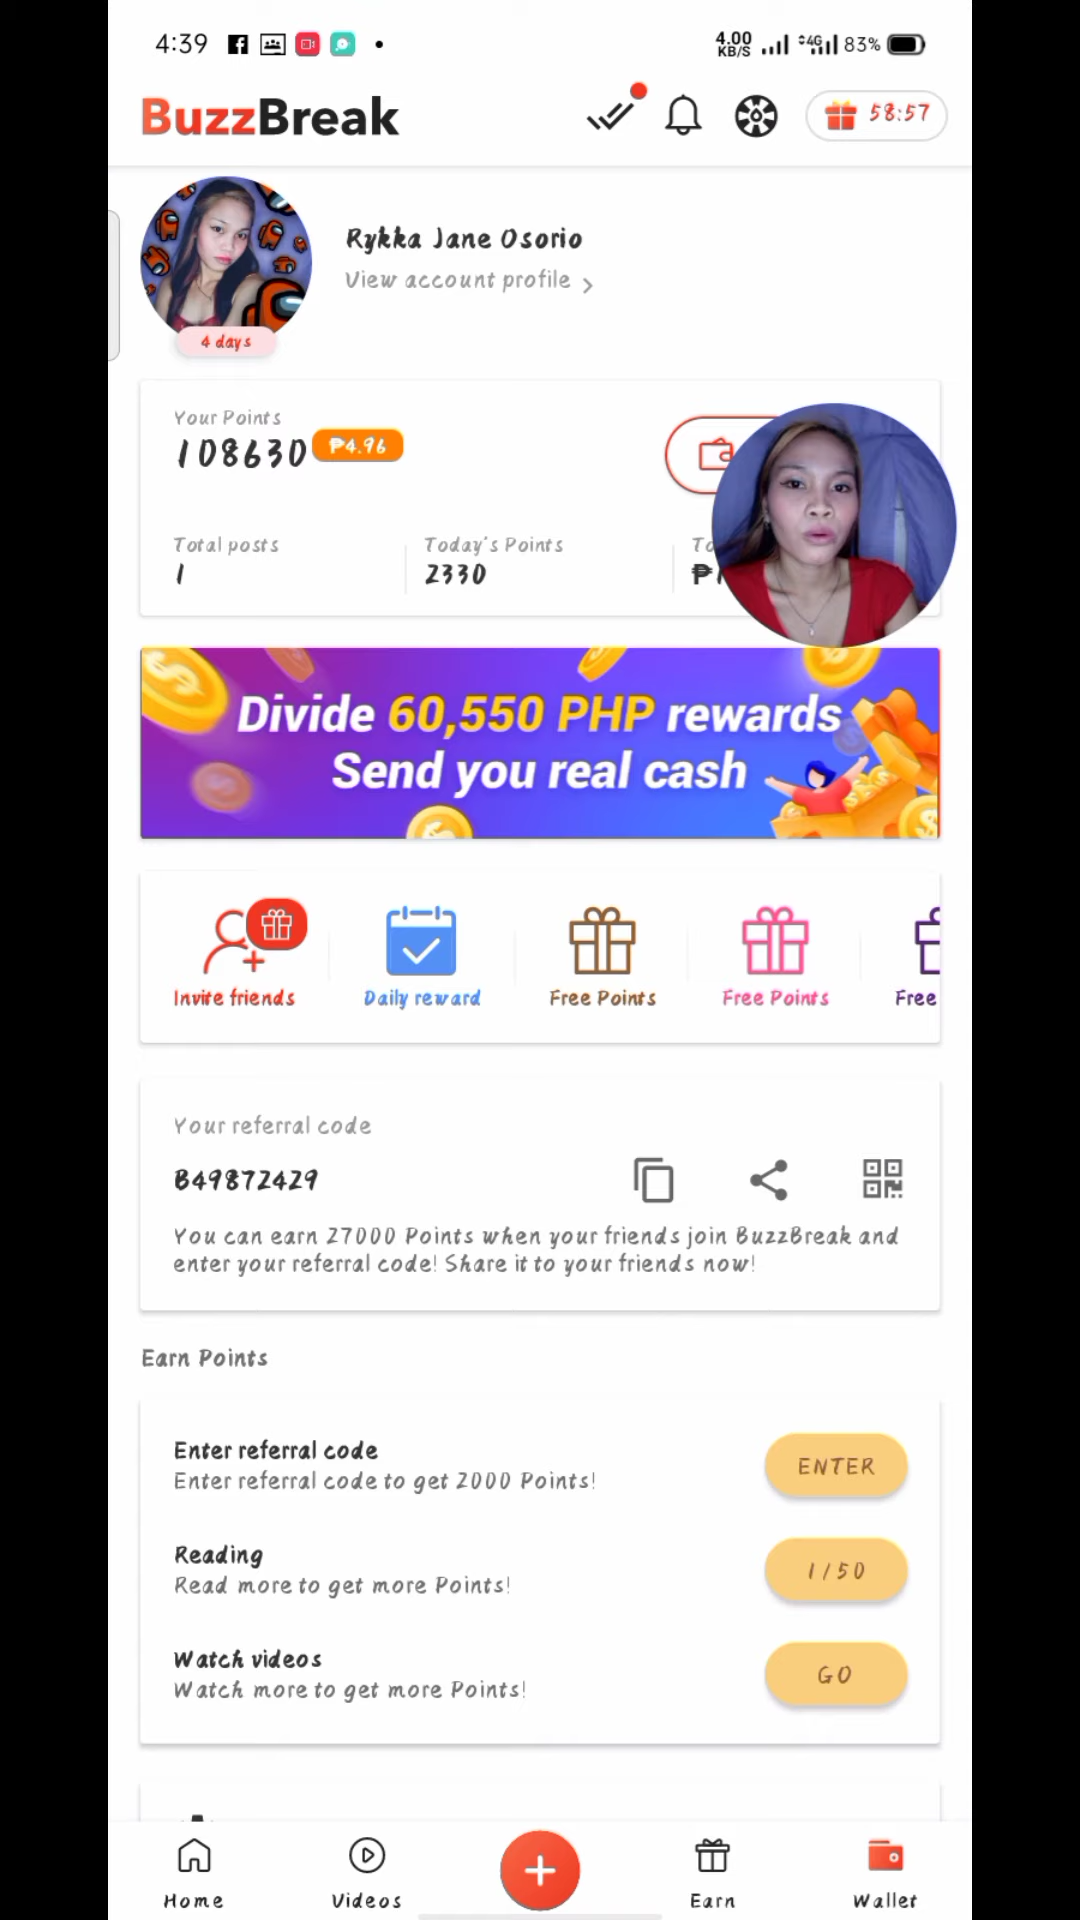 4:39
4.00 KB/S 4G 83%
BuzzBreak
58:57
Rykka Jane Osorio
View account profile >
4 days
Your Points
108630 ₱4.96
Total posts Today's Points
1 2330
Divide 60,550 PHP rewards
Send you real cash
Invite friends Daily reward Free Points Free Points Free
Your referral code
B49872429
You can earn 27000 Points when your friends join BuzzBreak and
enter your referral code! Share it to your friends now!
Earn Points
Enter referral code
Enter referral code to get 2000 Points!
ENTER
Reading
Read more to get more Points!
1/50
Watch videos
Watch more to get more Points!
GO
Home Videos Earn Wallet